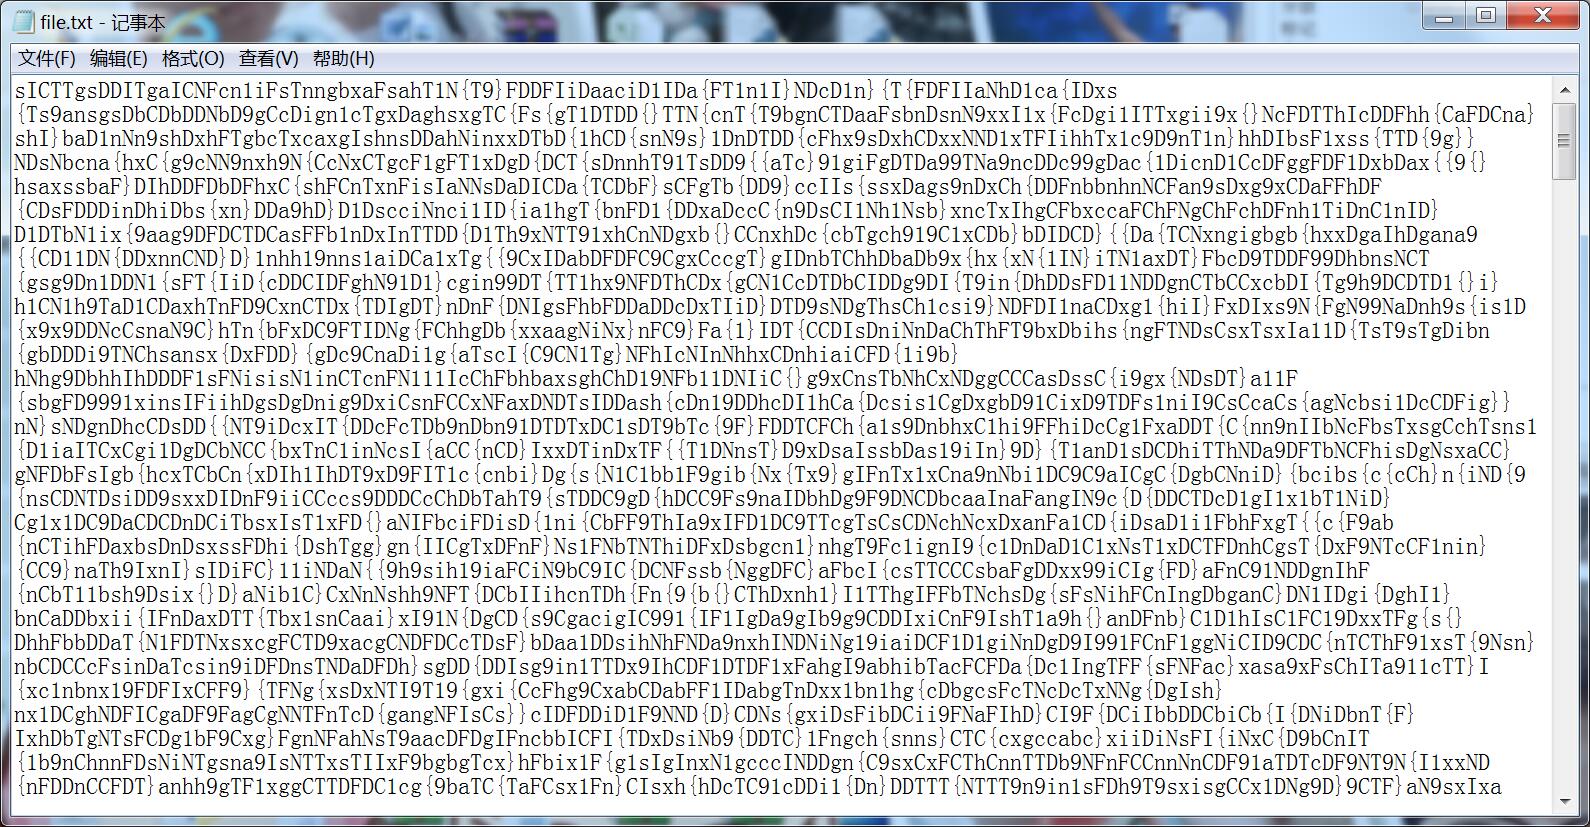 file.txt - 记事本
文件(F) 编辑(E) 格式(O) 查看(V) 帮助(H)
sICTTgsDDITgaICNFcn1iFsTnngbxaFsahT1N{T9}FDDFIiDaaciD1IDa{FT1n1I}NDcD1n}{T{FDFIIaNhD1ca{IDxs
{Ts9ansgsDbCDbDDNbD9gCcDign1cTgxDaghsxgTC{Fs{gT1DTDD{}TTN{cnT{T9bgnCTDaaFsbnDsnN9xxI1x{FcDgi1ITTxgii9x{}NcFDTThIcDDFhh{CaFDCna}
shI}baD1nNn9shDxhFTgbcTxcaxgIshnsDDahNinxxDTbD{1hCD{snN9s}1DnDTDD{cFhx9sDxhCDxxNND1xTFIihhTx1c9D9nT1n}hhDIbsF1xss{TTD{9g}}
NDsNbcna{hxC{g9cNN9nxh9N{CcNxCTgcF1gFT1xDgD{DCT{sDnnhT91TsDD9{{aTc}91giFgDTDa99TNa9ncDDc99gDac{1DicnD1CcDFggFDF1DxbDax{{9{}
hsaxssbaF}DIhDDFDbDFhxC{shFCnTxnFisIaNNsDaDICDa{TCDbF}sCFgTb{DD9}ccIIs{ssxDags9nDxCh{DDFnbbnhnNCFan9sDxg9xCDaFFhDF
{CDsFDDDinDhiDbs{xn}DDa9hD}D1DscciNnci1ID{ia1hgT{bnFD1{DDxaDccC{n9DsCI1Nh1Nsb}xncTxIhgCFbxccaFChFNgChFchDFnh1TiDnC1nID}
D1DTbN1ix{9aag9DFDCTDCasFFb1nDxInTTDD{D1Th9xNTT91xhCnNDgxb{}CCnxhDc{cbTgch919C1xCDb}bDIDCD}{{Da{TCNxngigbgb{hxxDgaIhDgana9
{{CD11DN{DDxnnCND}D}1nhh19nns1aiDCa1xTg{{9CxIDabDFDFC9CgxCccgT}gIDnbTChhDbaDb9x{hx{xN{1IN}iTN1axDT}FbcD9TDDF99DhbnsNCT
{gsg9Dn1DDN1{sFT{IiD{cDDCIDFghN91D1}cgin99DT{TT1hx9NFDThCDx{gCN1CcDTDbCIDDg9DI{T9in{DhDDsFD11NDDgnCTbCCxcbDI{Tg9h9DCDTD1{}i}
h1CN1h9TaD1CDaxhTnFD9CxnCTDx{TDIgDT}nDnF{DNIgsFhbFDDaDDcDxTIiD}DTD9sNDgThsCh1csi9}NDFDI1naCDxg1{hiI}FxDIxs9N{FgN99NaDnh9s{is1D
{x9x9DDNcCsnaN9C}hTn{bFxDC9FTIDNg{FChhgDb{xxaagNiNx}nFC9}Fa{1}IDT{CCDIsDniNnDaChThFT9bxDbihs{ngFTNDsCsxTsxIa11D{TsT9sTgDibn
{gbDDDi9TNChsansx{DxFDD}{gDc9CnaDi1g{aTscI{C9CN1Tg}NFhIcNInNhhxCDnhiaiCFD{1i9b}
hNhg9DbhhIhDDDF1sFNisisN1inCTcnFN111IcChFbhbaxsghChD19NFb11DNIiC{}g9xCnsTbNhCxNDggCCCasDssC{i9gx{NDsDT}a11F
{sbgFD9991xinsIFiihDgsDgDnig9DxiCsnFCCxNFaxDNDTsIDDash{cDn19DDhcDI1hCa{Dcsis1CgDxgbD91CixD9TDFs1niI9CsCcaCs{agNcbsi1DcCDFig}}
nN}sNDgnDhcCDsDD{{NT9iDcxIT{DDcFcTDb9nDbn91DTDTxDC1sDT9bTc{9F}FDDTCFCh{a1s9DnbhxC1hi9FFhiDcCg1FxaDDT{C{nn9nIIbNcFbsTxsgCchTsns1
{D1iaITCxCgi1DgDCbNCC{bxTnC1inNcsI{aCC{nCD}IxxDTinDxTF{{T1DNnsT}D9xDsaIssbDas19iIn}9D}{T1anD1sDCDhiTThNDa9DFTbNCFhisDgNsxaCC}
gNFDbFsIgb{hcxTCbCn{xDIh1IhDT9xD9FIT1c{cnbi}Dg{s{N1C1bb1F9gib{Nx{Tx9}gIFnTx1xCna9nNbi1DC9C9aICgC{DgbCNniD}{bcibs{c{cCh}n{iND{9
{nsCDNTDsiDD9sxxDIDnF9iiCCccs9DDDCcChDbTahT9{sTDDC9gD{hDCC9Fs9naIDbhDg9F9DNCDbcaaInaFangIN9c{D{DDCTDcD1gI1x1bT1NiD}
Cg1x1DC9DaCDCDnDCiTbsxIsT1xFD{}aNIFbciFDisD{1ni{CbFF9ThIa9xIFD1DC9TTcgTsCsCDNchNcxDxanFa1CD{iDsaD1i1FbhFxgT{{c{F9ab
{nCTihFDaxbsDnDsxssFDhi{DshTgg}gn{IICgTxDFnF}Ns1FNbTNThiDFxDsbgcn1}nhgT9Fc1ignI9{c1DnDaD1C1xNsT1xDCTFDnhCgsT{DxF9NTcCF1nin}
{CC9}naTh9IxnI}sIDiFC}11iNDaN{{9h9sih19iaFCiN9bC9IC{DCNFssb{NggDFC}aFbcI{csTTCCCsbaFgDDxx99iCIg{FD}aFnC91NDDgnIhF
{nCbT11bsh9Dsix{}D}aNib1C}CxNnNshh9NFT{DCbIIihcnTDh{Fn{9{b{}CThDxnh1}I1ThgIFFbTNchsDg{sFsNihFCnIngDbganC}DN1IDgi{DghI1}
bnCaDDbxii{IFnDaxDTT{Tbx1snCaai}xI91N{DgCD{s9CgacigIC991{IF1IgDa9gIb9g9CDDIxiCnF9IshT1a9h{}anDFnb}C1D1hIsC1FC19DxxTFg{s{}
DhhFbbDDaT{N1FDTNxsxcgFCTD9xacgCNDFDCcTDsF}bDaa1DDsihNhFNDa9nxhINDNiNg19iaiDCF1D1giNnDgD9I991FCnF1ggNiCID9CDC{nTCThF91xsT{9Nsn}
nbCDCCcFsinDaTcsin9iDFDnsTNDaDFDh}sgDD{DDIsg9in1TTDx9IhCDF1DTDF1xFahgI9abhibTacFCFDa{Dc1IngTFF{sFNFac}xasa9xFsChITa911cTT}I
{xc1nbnx19FDFIxCFF9}{TFNg{xsDxNTI9T19{gxi{CcFhg9CxabCDabFF1IDabgTnDxx1bn1hg{cDbgcsFcTNcDcTxNNg{DgIsh}
nx1DCghNDFICgaDF9FagCgNNTFnTcD{gangNFIsCs}}cIDFDDiD1F9NND{D}CDNs{gxiDsFibDCii9FNaFIhD}CI9F{DCiIbbDDCbiCb{I{DNiDbnT{F}
IxhDbTgNTsFCDg1bF9Cxg}FgnNFahNsT9aacDFDgIFncbbICFI{TDxDsiNb9{DDTC}1Fngch{snns}CTC{cxgccabc}xiiDiNsFI{iNxC{D9bCnIT
{1b9nChnnFDsNiNTgsna9IsNTTxsTIIxF9bgbgTcx}hFbix1F{g1sIgInxN1gcccINDDgn{C9sxCxFCThCnnTTDb9NFnFCCnnNnCDF91aTDTcDF9NT9N{I1xxND
{nFDDnCCFDT}anhh9gTF1xggCTTDFDC1cg{9baTC{TaFCsx1Fn}CIsxh{hDcTC91cDDi1{Dn}DDTTT{NTTT9n9in1sFDh9T9sxisgCCx1DNg9D}9CTF}aN9sxIxa